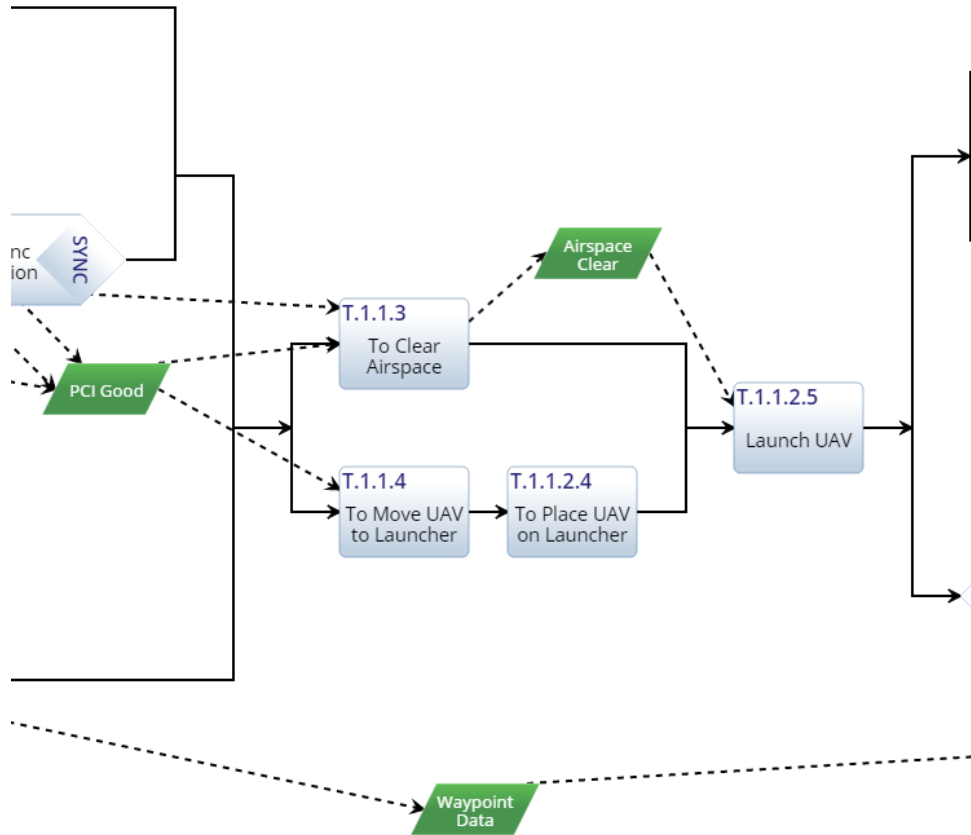 nc
ion
SYNC
Airspace
Clear
T.1.1.3
To Clear
Airspace
PCI Good
T.1.1.2.5
Launch UAV
T.1.1.4
To Move UAV
to Launcher
T.1.1.2.4
To Place UAV
on Launcher
Waypoint
Data